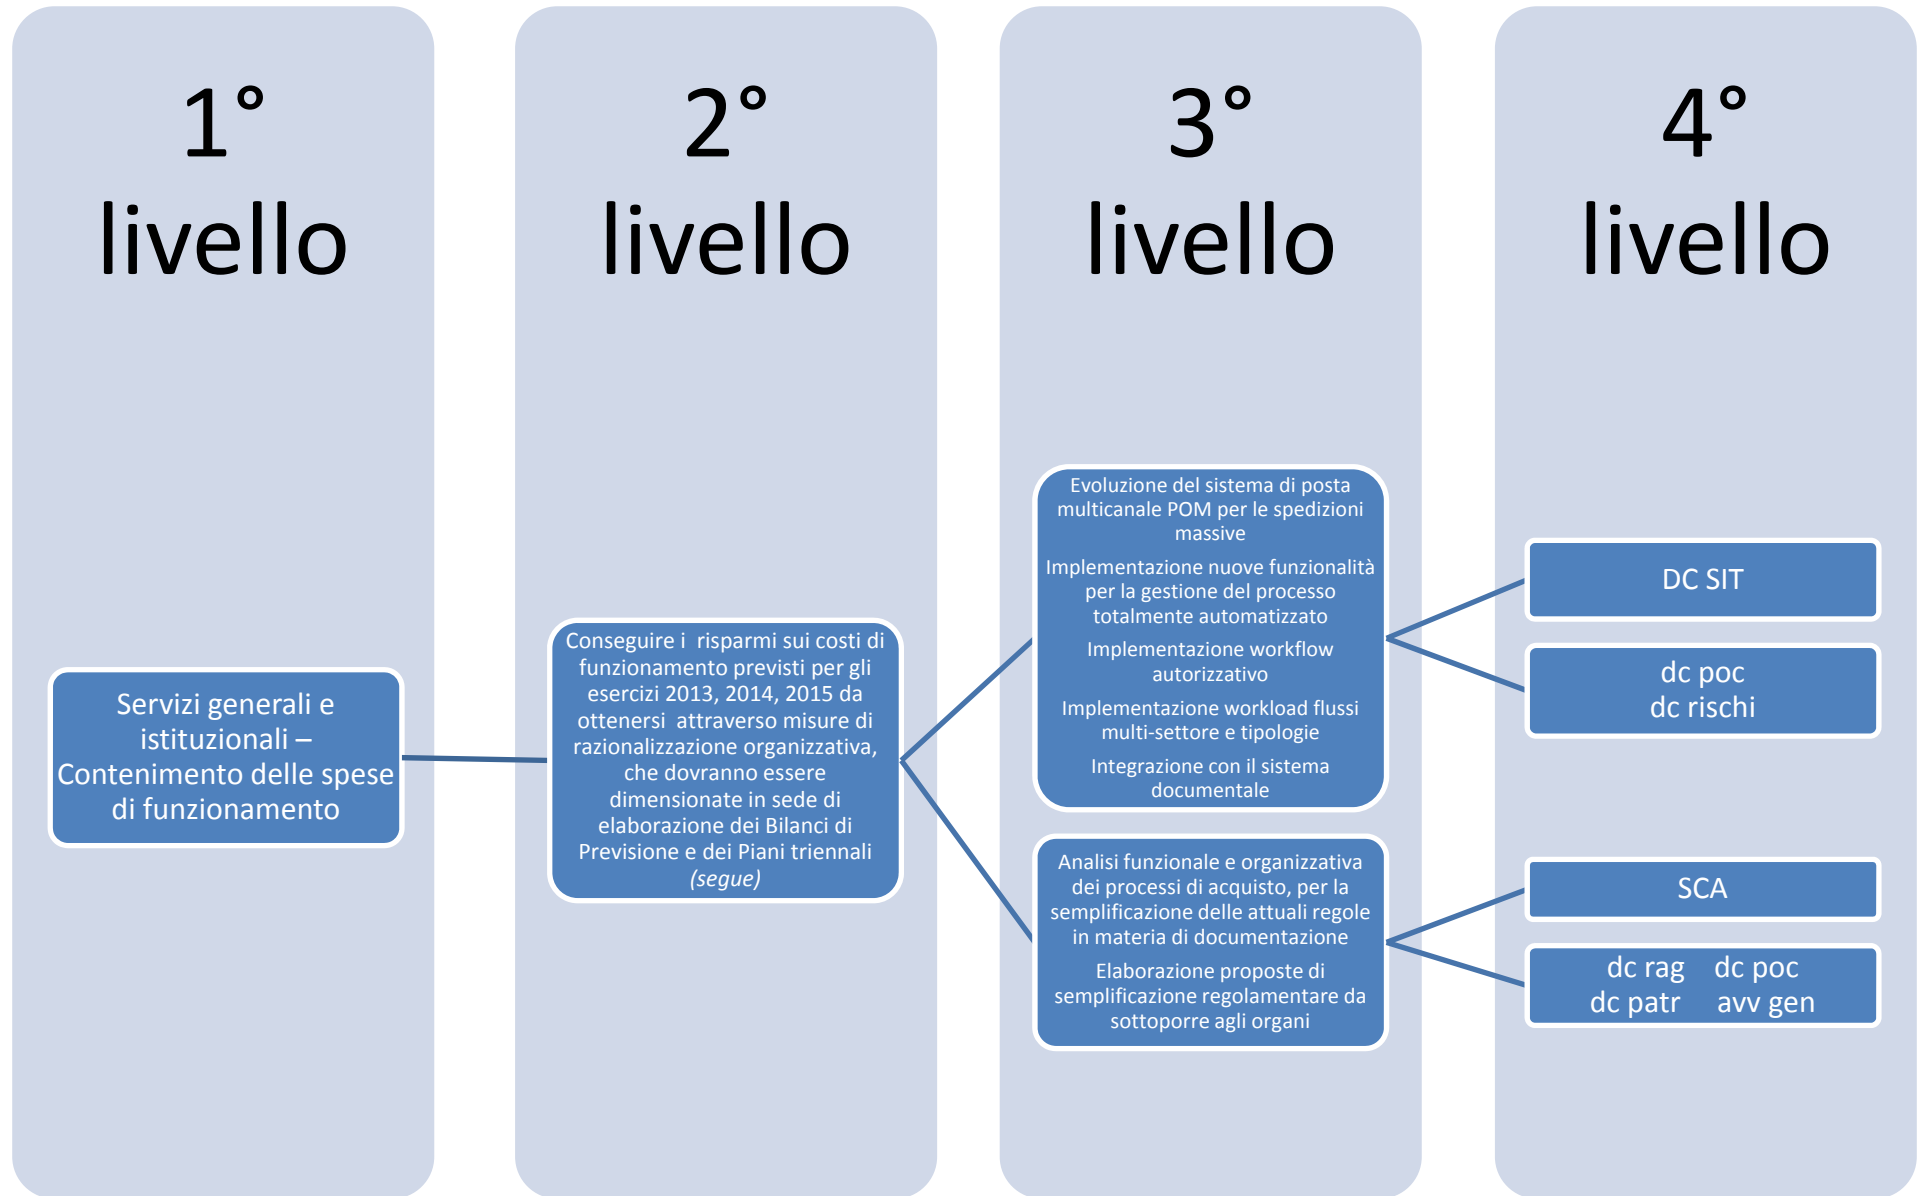 1°
livello
2°
livello
3°
livello
4°
livello
Servizi generali e
istituzionali –
Contenimento delle spese
di funzionamento
Conseguire i  risparmi sui costi di
funzionamento previsti per gli
esercizi 2013, 2014, 2015 da
ottenersi  attraverso misure di
razionalizzazione organizzativa,
che dovranno essere
dimensionate in sede di
elaborazione dei Bilanci di
Previsione e dei Piani triennali
(segue)
Evoluzione del sistema di posta
multicanale POM per le spedizioni
massive
Implementazione nuove funzionalità
per la gestione del processo
totalmente automatizzato
Implementazione workflow
autorizzativo
Implementazione workload flussi
multi-settore e tipologie
Integrazione con il sistema
documentale
DC SIT
dc poc
dc rischi
Analisi funzionale e organizzativa
dei processi di acquisto, per la
semplificazione delle attuali regole
in materia di documentazione
Elaborazione proposte di
semplificazione regolamentare da
sottoporre agli organi
SCA
dc rag    dc poc
dc patr     avv gen